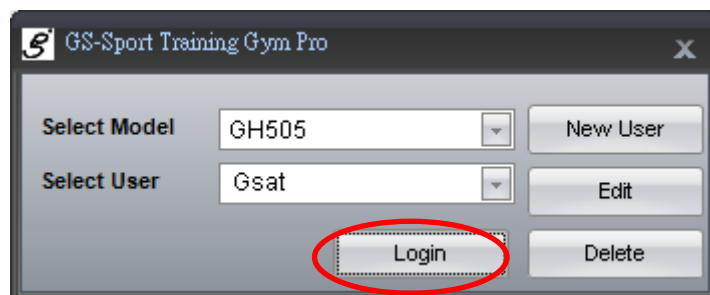 GS-Sport Training Gym Pro x
Select Model GH505 New User
Select User Gsat Edit
Login Delete